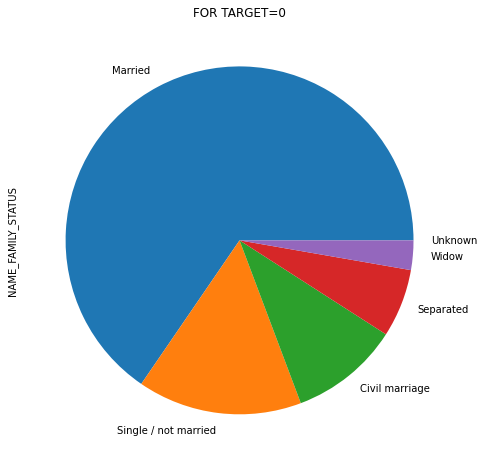 FOR TARGET=0
Married
NAME_FAMILY_STATUS
Unknown
Widow
Separated
Civil marriage
Single / not married